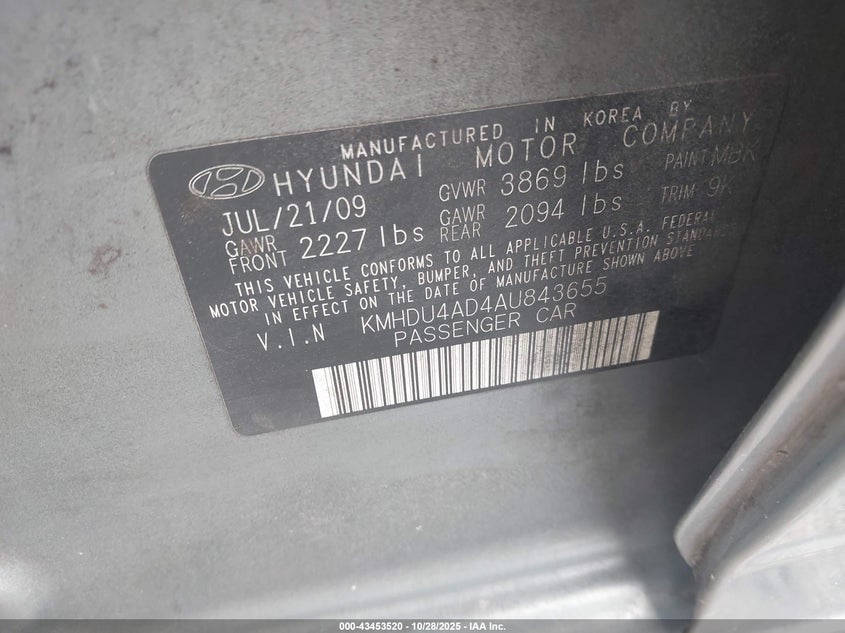 MANUFACTURED IN KOREA BY
HYUNDAI MOTOR COMPANY
JUL/21/09 GVWR 3869 lbs PAINT MBK
GAWR FRONT 2227 lbs GAWR REAR 2094 lbs TRIM 9K
THIS VEHICLE CONFORMS TO ALL APPLICABLE U.S.A. FEDERAL
MOTOR VEHICLE SAFETY, BUMPER, AND THEFT PREVENTION STANDARDS
IN EFFECT ON THE DATE OF MANUFACTURE SHOWN ABOVE
V.I.N KMHDU4AD4AU843655
PASSENGER CAR
000-43453520 | 10/28/2025 - IAA Inc.